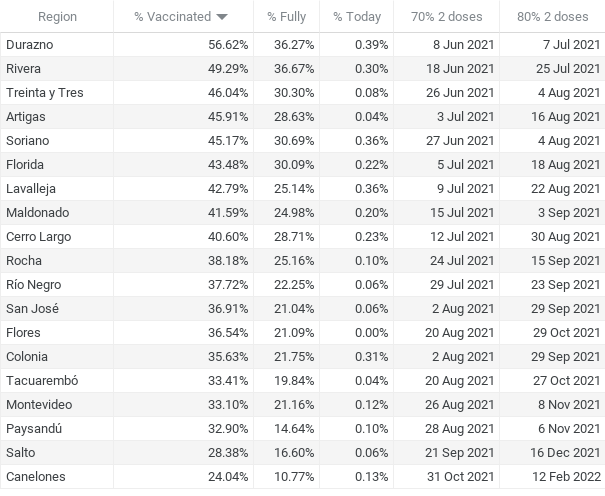 Region % Vaccinated % Fully % Today 70% 2 doses 80% 2 doses
Durazno 56.62% 36.27% 0.39% 8 Jun 2021 7 Jul 2021
Rivera 49.29% 36.67% 0.30% 18 Jun 2021 25 Jul 2021
Treinta y Tres 46.04% 30.30% 0.08% 26 Jun 2021 4 Aug 2021
Artigas 45.91% 28.63% 0.04% 3 Jul 2021 16 Aug 2021
Soriano 45.17% 30.69% 0.36% 27 Jun 2021 4 Aug 2021
Florida 43.48% 30.09% 0.22% 5 Jul 2021 18 Aug 2021
Lavalleja 42.79% 25.14% 0.36% 9 Jul 2021 22 Aug 2021
Maldonado 41.59% 24.98% 0.20% 15 Jul 2021 3 Sep 2021
Cerro Largo 40.60% 28.71% 0.23% 12 Jul 2021 30 Aug 2021
Rocha 38.18% 25.16% 0.10% 24 Jul 2021 15 Sep 2021
Río Negro 37.72% 22.25% 0.06% 29 Jul 2021 23 Sep 2021
San José 36.91% 21.04% 0.06% 2 Aug 2021 29 Sep 2021
Flores 36.54% 21.09% 0.00% 20 Aug 2021 29 Oct 2021
Colonia 35.63% 21.75% 0.31% 2 Aug 2021 29 Sep 2021
Tacuarembó 33.41% 19.84% 0.04% 20 Aug 2021 27 Oct 2021
Montevideo 33.10% 21.16% 0.12% 26 Aug 2021 8 Nov 2021
Paysandú 32.90% 14.64% 0.10% 28 Aug 2021 6 Nov 2021
Salto 28.38% 16.60% 0.06% 21 Sep 2021 16 Dec 2021
Canelones 24.04% 10.77% 0.13% 31 Oct 2021 12 Feb 2022